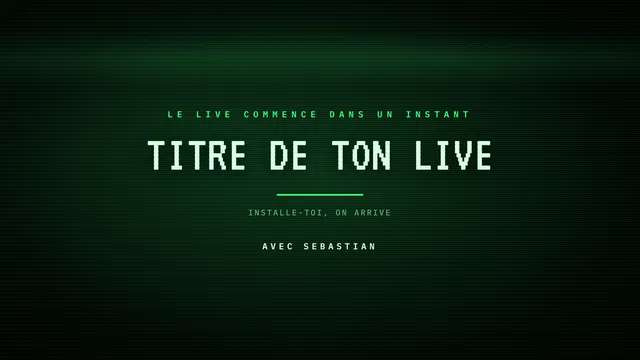 LE LIVE COMMENCE DANS UN INSTANT
TITRE DE TON LIVE
INSTALLE-TOI, ON ARRIVE
AVEC SEBASTIAN